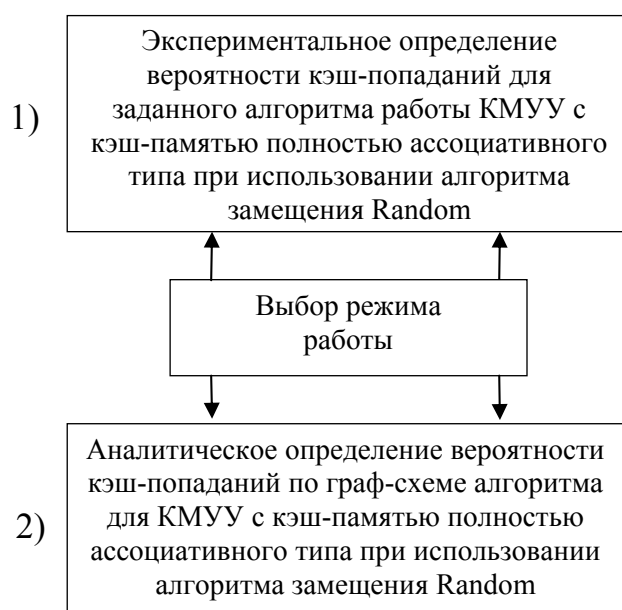 Экспериментальное определение
вероятности кэш-попаданий для
заданного алгоритма работы КМУУ с
кэш-памятью полностью ассоциативного
типа при использовании алгоритма
замещения Random
1)
Выбор режима
работы
Аналитическое определение вероятности
кэш-попаданий по граф-схеме алгоритма
для КМУУ с кэш-памятью полностью
ассоциативного типа при использовании
алгоритма замещения Random
2)